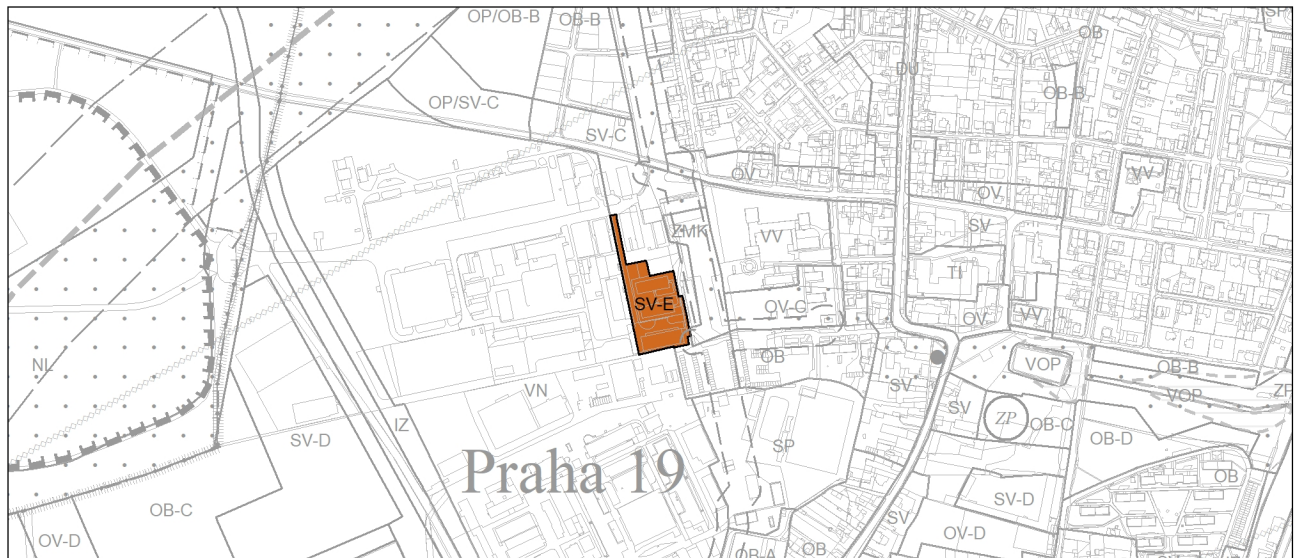 OP/OB-B
OB-B
SP
OB
DU
OB-B
OP/SV-C
SV-C
OV
VV
OV
SV
ZMK
VV
TI
SV-E
OV-C
OV
VV
OB
NL
VN
SV
VOP
OB-B
VOP
ZP
IZ
SV-D
SV
ZP
OB-C
OB-D
SP
Praha 19
OB
SV-D
OB-C
SV
OV-D
OV-D
OB-A
OB